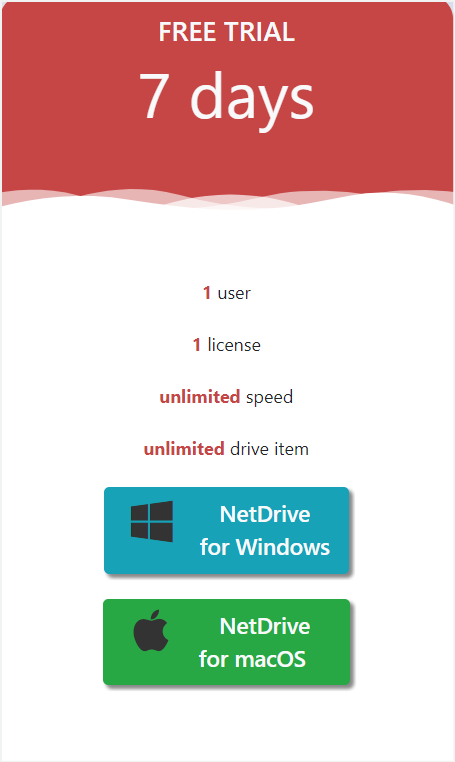 FREE TRIAL
7 days
1 user
1 license
unlimited speed
unlimited drive item
NetDrive
for Windows
NetDrive
for macOS